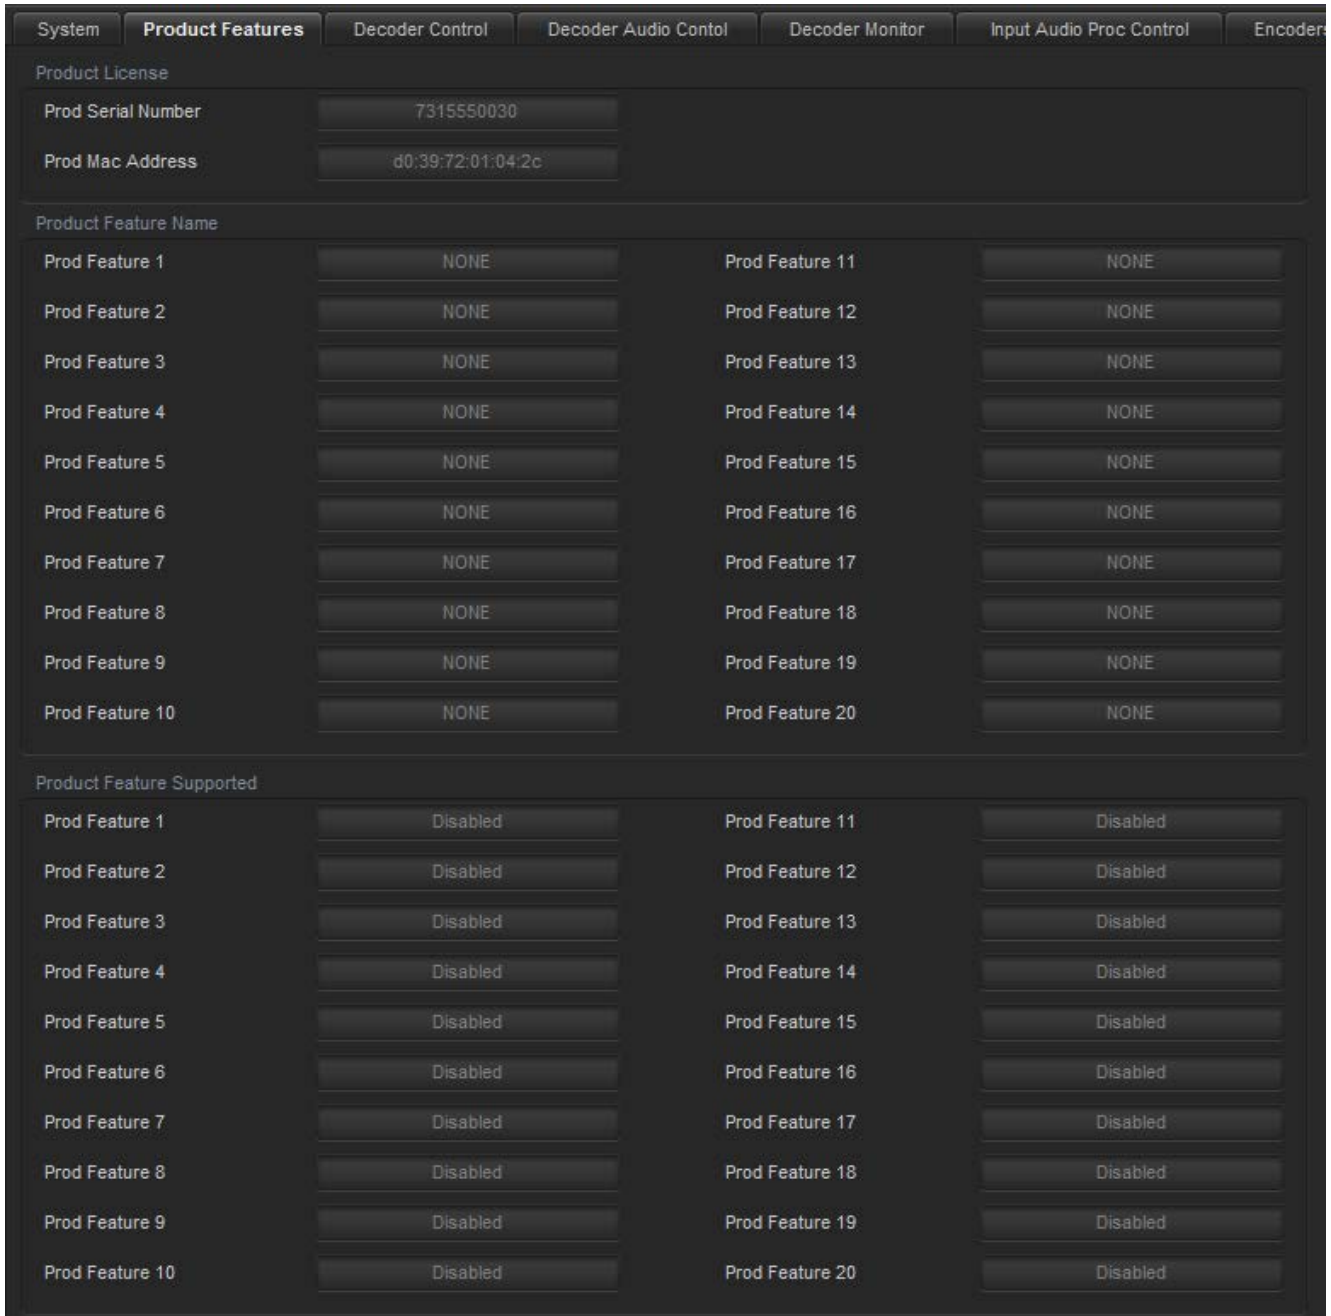 System Product Features Decoder Control Decoder Audio Contol Decoder Monitor Input Audio Proc Control Encoders
Product License
Prod Serial Number 7315550030
Prod Mac Address d0:39:72:01:04:2c
Product Feature Name
Prod Feature 1 NONE Prod Feature 11 NONE
Prod Feature 2 NONE Prod Feature 12 NONE
Prod Feature 3 NONE Prod Feature 13 NONE
Prod Feature 4 NONE Prod Feature 14 NONE
Prod Feature 5 NONE Prod Feature 15 NONE
Prod Feature 6 NONE Prod Feature 16 NONE
Prod Feature 7 NONE Prod Feature 17 NONE
Prod Feature 8 NONE Prod Feature 18 NONE
Prod Feature 9 NONE Prod Feature 19 NONE
Prod Feature 10 NONE Prod Feature 20 NONE
Product Feature Supported
Prod Feature 1 Disabled Prod Feature 11 Disabled
Prod Feature 2 Disabled Prod Feature 12 Disabled
Prod Feature 3 Disabled Prod Feature 13 Disabled
Prod Feature 4 Disabled Prod Feature 14 Disabled
Prod Feature 5 Disabled Prod Feature 15 Disabled
Prod Feature 6 Disabled Prod Feature 16 Disabled
Prod Feature 7 Disabled Prod Feature 17 Disabled
Prod Feature 8 Disabled Prod Feature 18 Disabled
Prod Feature 9 Disabled Prod Feature 19 Disabled
Prod Feature 10 Disabled Prod Feature 20 Disabled